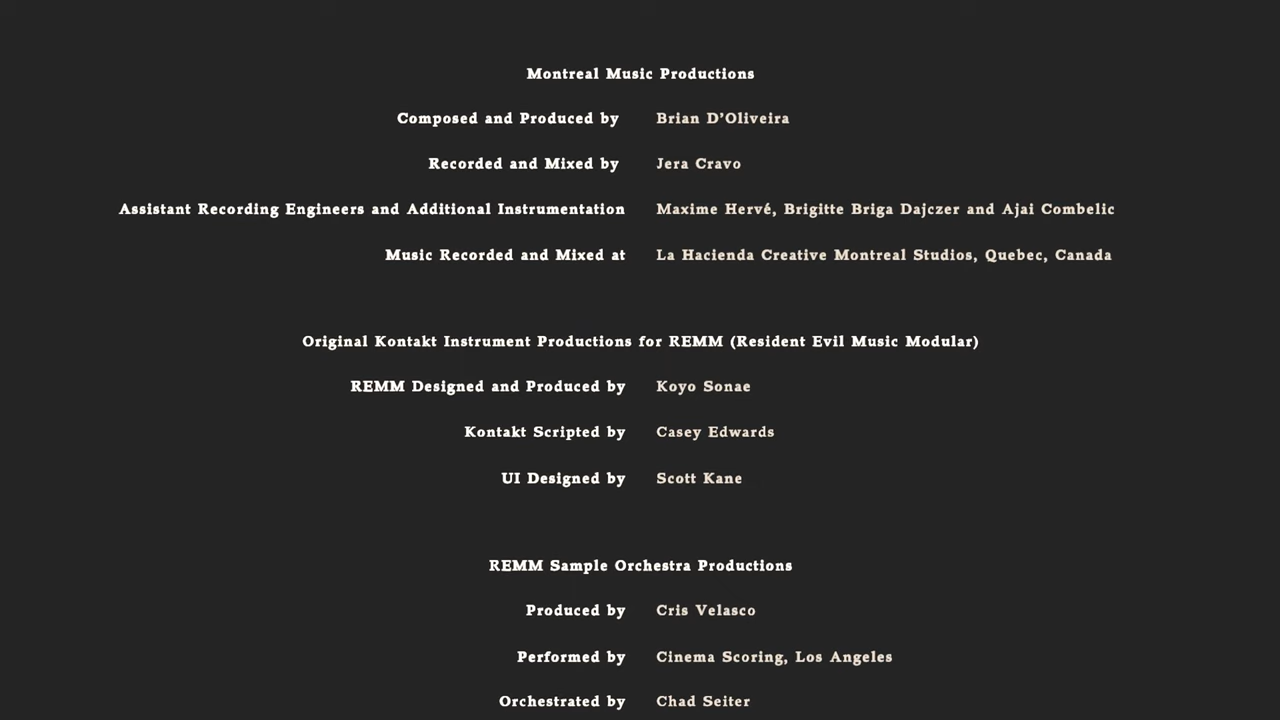 Montreal Music Productions
Composed and Produced by Brian D’Oliveira
Recorded and Mixed by Jera Cravo
Assistant Recording Engineers and Additional Instrumentation Maxime Hervé, Brigitte Briga Dajczer and Ajai Combelic
Music Recorded and Mixed at La Hacienda Creative Montreal Studios, Quebec, Canada
Original Kontakt Instrument Productions for REMM (Resident Evil Music Modular)
REMM Designed and Produced by Koyo Sonae
Kontakt Scripted by Casey Edwards
UI Designed by Scott Kane
REMM Sample Orchestra Productions
Produced by Cris Velasco
Performed by Cinema Scoring, Los Angeles
Orchestrated by Chad Seiter